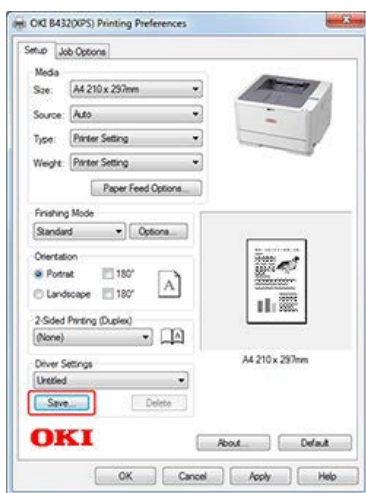 OKI B432(XPS) Printing Preferences
Setup Job Options
Media
Size: A4 210 x 297mm
Source: Auto
Type: Printer Setting
Weight: Printer Setting
Paper Feed Options...
Finishing Mode
Standard Options...
Orientation
Portrait 180°
Landscape 180°
A
2-Sided Printing (Duplex)
(None)
A4 210 x 297mm
Driver Settings
Untitled
Save... Delete
OKI
About... Default
OK Cancel Apply Help